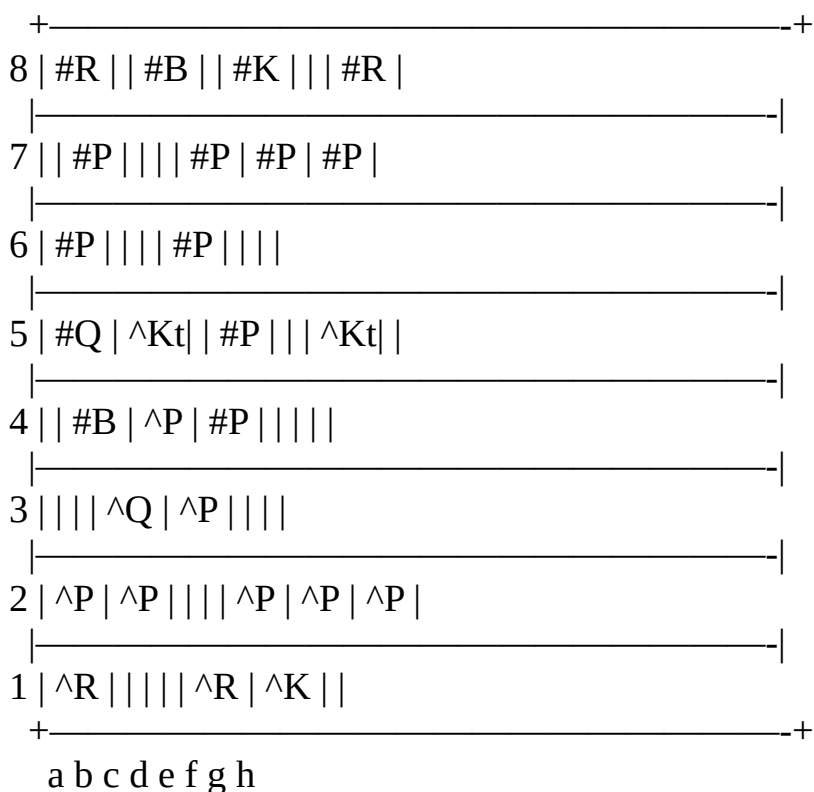 +—————————————————————-+
8 | #R | | #B | | #K | | | #R |
|—————————————————————-|
7 | | #P | | | | #P | #P | #P |
|—————————————————————-|
6 | #P | | | | #P | | | |
|—————————————————————-|
5 | #Q | ^Kt| | #P | | | ^Kt| |
|—————————————————————-|
4 | | #B | ^P | #P | | | | |
|—————————————————————-|
3 | | | | ^Q | ^P | | | |
|—————————————————————-|
2 | ^P | ^P | | | | ^P | ^P | ^P |
|—————————————————————-|
1 | ^R | | | | | ^R | ^K | |
+—————————————————————-+
a b c d e f g h